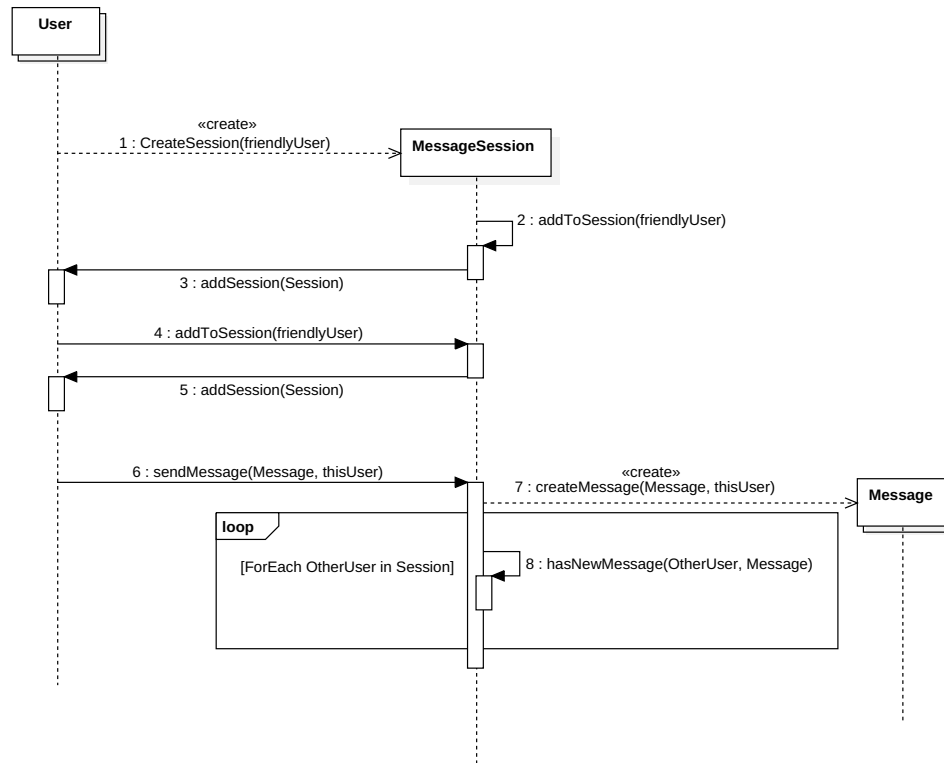 User
«create»
1 : CreateSession(friendlyUser)
MessageSession
2 : addToSession(friendlyUser)
3 : addSession(Session)
4 : addToSession(friendlyUser)
5 : addSession(Session)
6 : sendMessage(Message, thisUser)
«create»
7 : createMessage(Message, thisUser)
Message
loop
[ForEach OtherUser in Session]
8 : hasNewMessage(OtherUser, Message)